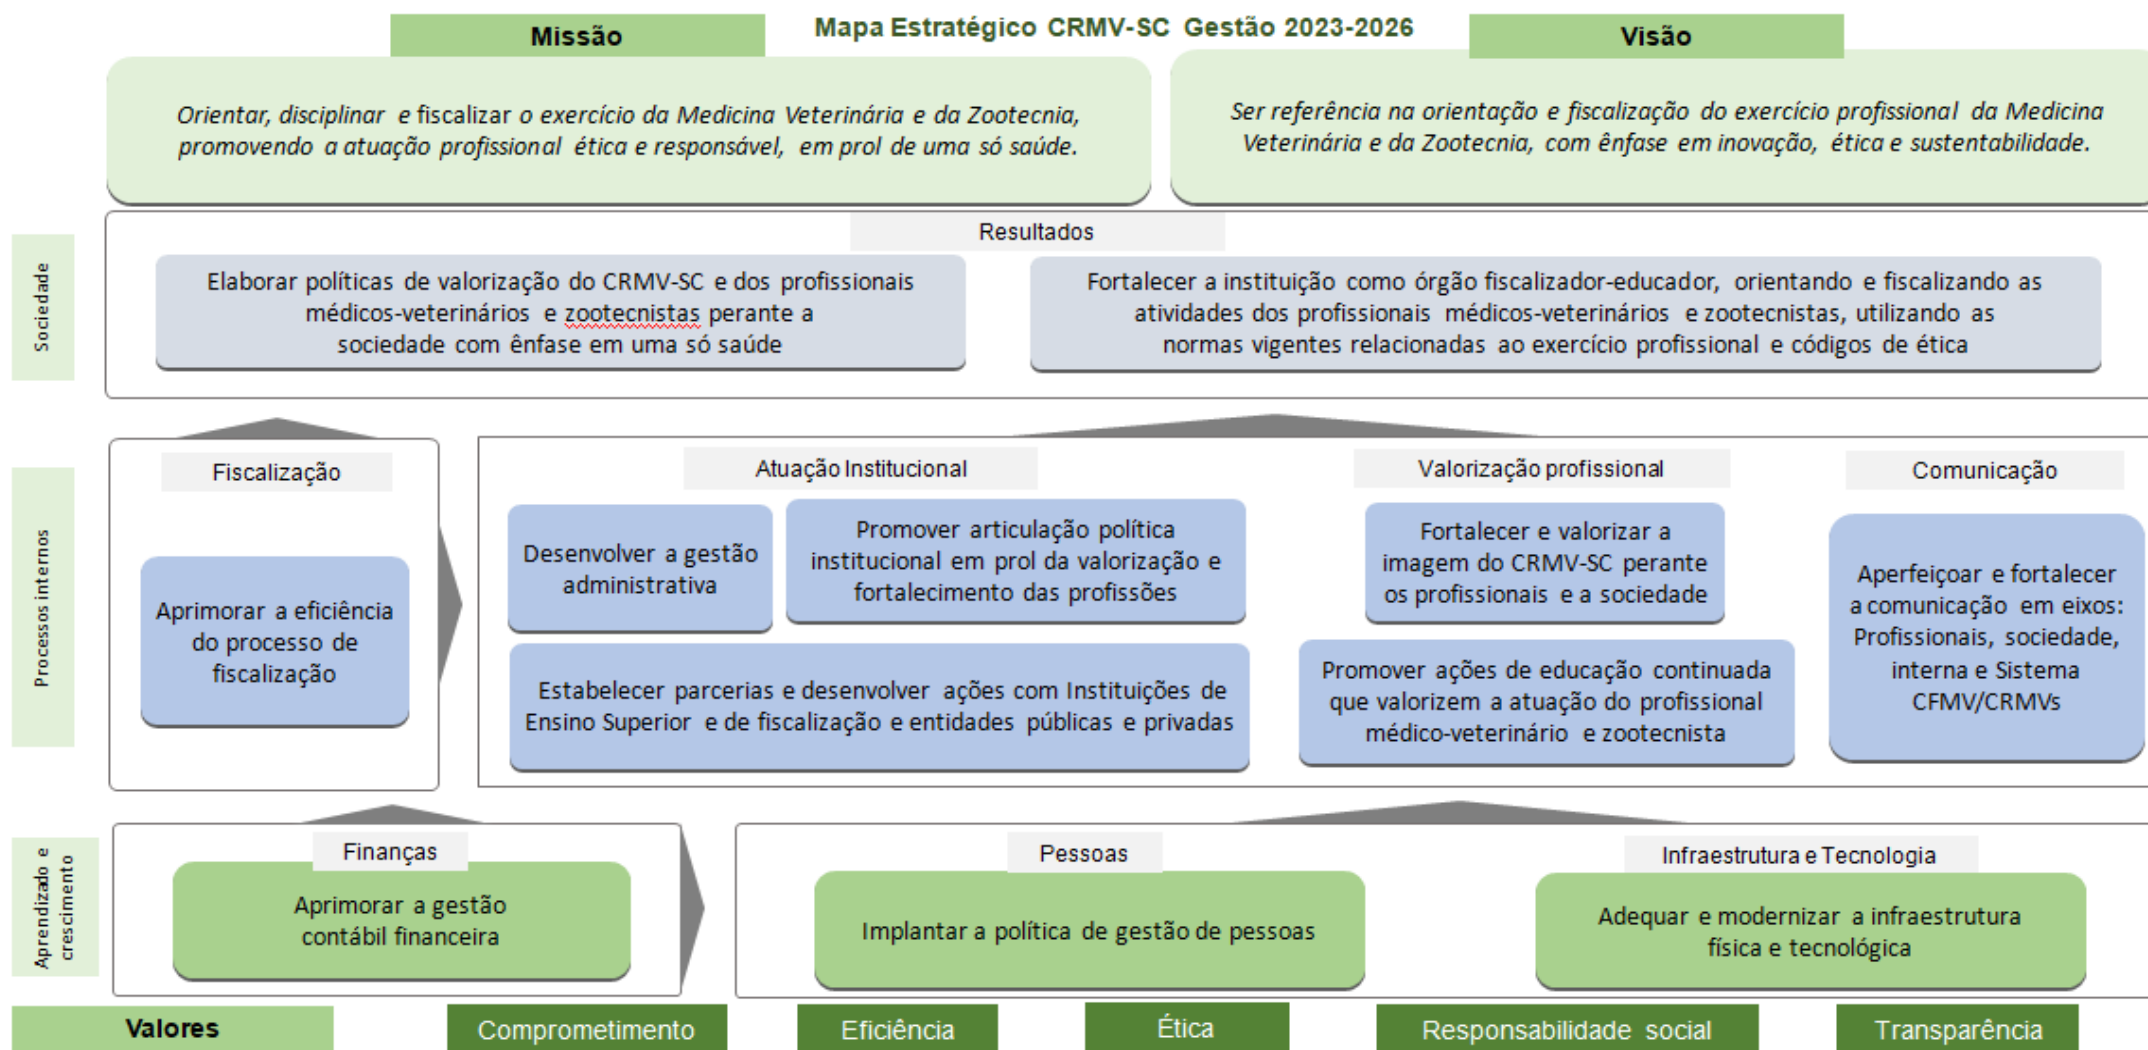 Mapa Estratégico CRMV-SC Gestão 2023-2026
Missão
Orientar, disciplinar e fiscalizar o exercício da Medicina Veterinária e da Zootecnia,
promovendo a atuação profissional ética e responsável, em prol de uma só saúde.
Visão
Ser referência na orientação e fiscalização do exercício profissional da Medicina
Veterinária e da Zootecnia, com ênfase em inovação, ética e sustentabilidade.
Sociedade
Resultados
Elaborar políticas de valorização do CRMV-SC e dos profissionais
médicos-veterinários e zootecnistas perante a
sociedade com ênfase em uma só saúde
Fortalecer a instituição como órgão fiscalizador-educador, orientando e fiscalizando as
atividades dos profissionais médicos-veterinários e zootecnistas, utilizando as
normas vigentes relacionadas ao exercício profissional e códigos de ética
Processos internos
Fiscalização
Aprimorar a eficiência
do processo de
fiscalização
Atuação Institucional
Desenvolver a gestão
administrativa
Promover articulação política
institucional em prol da valorização e
fortalecimento das profissões
Estabelecer parcerias e desenvolver ações com Instituições de
Ensino Superior e de fiscalização e entidades públicas e privadas
Valorização profissional
Fortalecer e valorizar a
imagem do CRMV-SC perante
os profissionais e a sociedade
Promover ações de educação continuada
que valorizem a atuação do profissional
médico-veterinário e zootecnista
Comunicação
Aperfeiçoar e fortalecer
a comunicação em eixos:
Profissionais, sociedade,
interna e Sistema
CFMV/CRMVs
Aprendizado e
crescimento
Finanças
Aprimorar a gestão
contábil financeira
Pessoas
Implantar a política de gestão de pessoas
Infraestrutura e Tecnologia
Adequar e modernizar a infraestrutura
física e tecnológica
Valores
Comprometimento
Eficiência
Ética
Responsabilidade social
Transparência